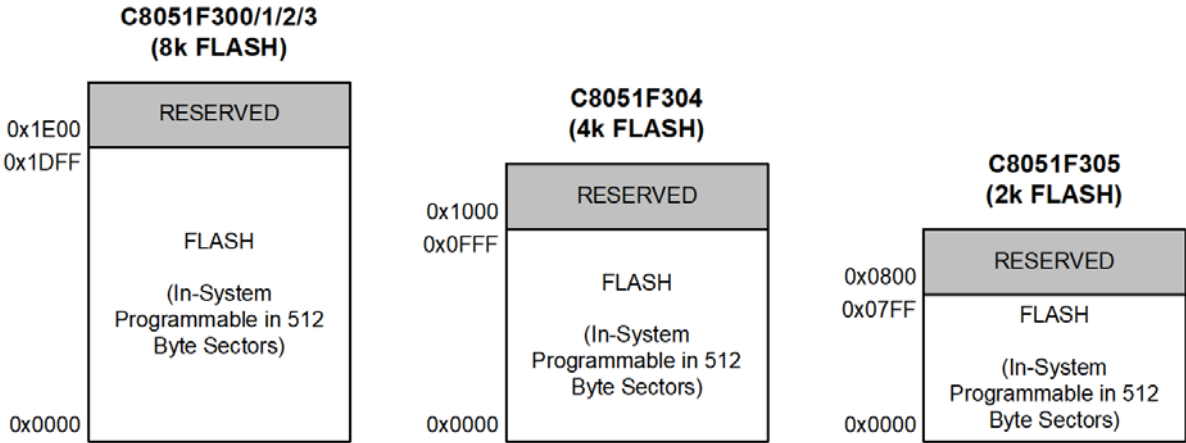 C8051F300/1/2/3
(8k FLASH)
RESERVED
0x1E00
0x1DFF
FLASH
(In-System
Programmable in 512
Byte Sectors)
0x0000
C8051F304
(4k FLASH)
RESERVED
0x1000
0x0FFF
FLASH
(In-System
Programmable in 512
Byte Sectors)
0x0000
C8051F305
(2k FLASH)
RESERVED
0x0800
0x07FF
FLASH
(In-System
Programmable in 512
Byte Sectors)
0x0000